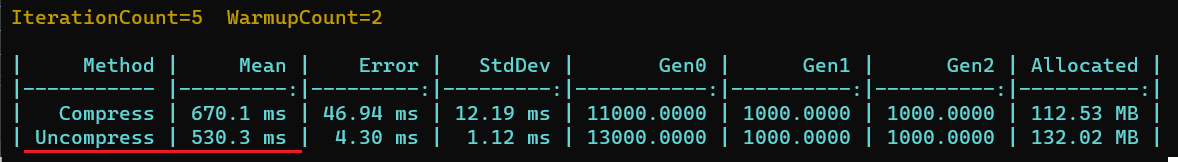 IterationCount=5  WarmupCount=2
|     Method |     Mean |    Error |   StdDev |      Gen0 |      Gen1 |      Gen2 | Allocated |
|----------- |---------:|---------:|---------:|-----------:|----------:|----------:|----------:|
|   Compress | 670.1 ms | 46.94 ms | 12.19 ms | 11000.0000 | 1000.0000 | 1000.0000 | 112.53 MB |
| Uncompress | 530.3 ms |  4.30 ms |  1.12 ms | 13000.0000 | 1000.0000 | 1000.0000 | 132.02 MB |